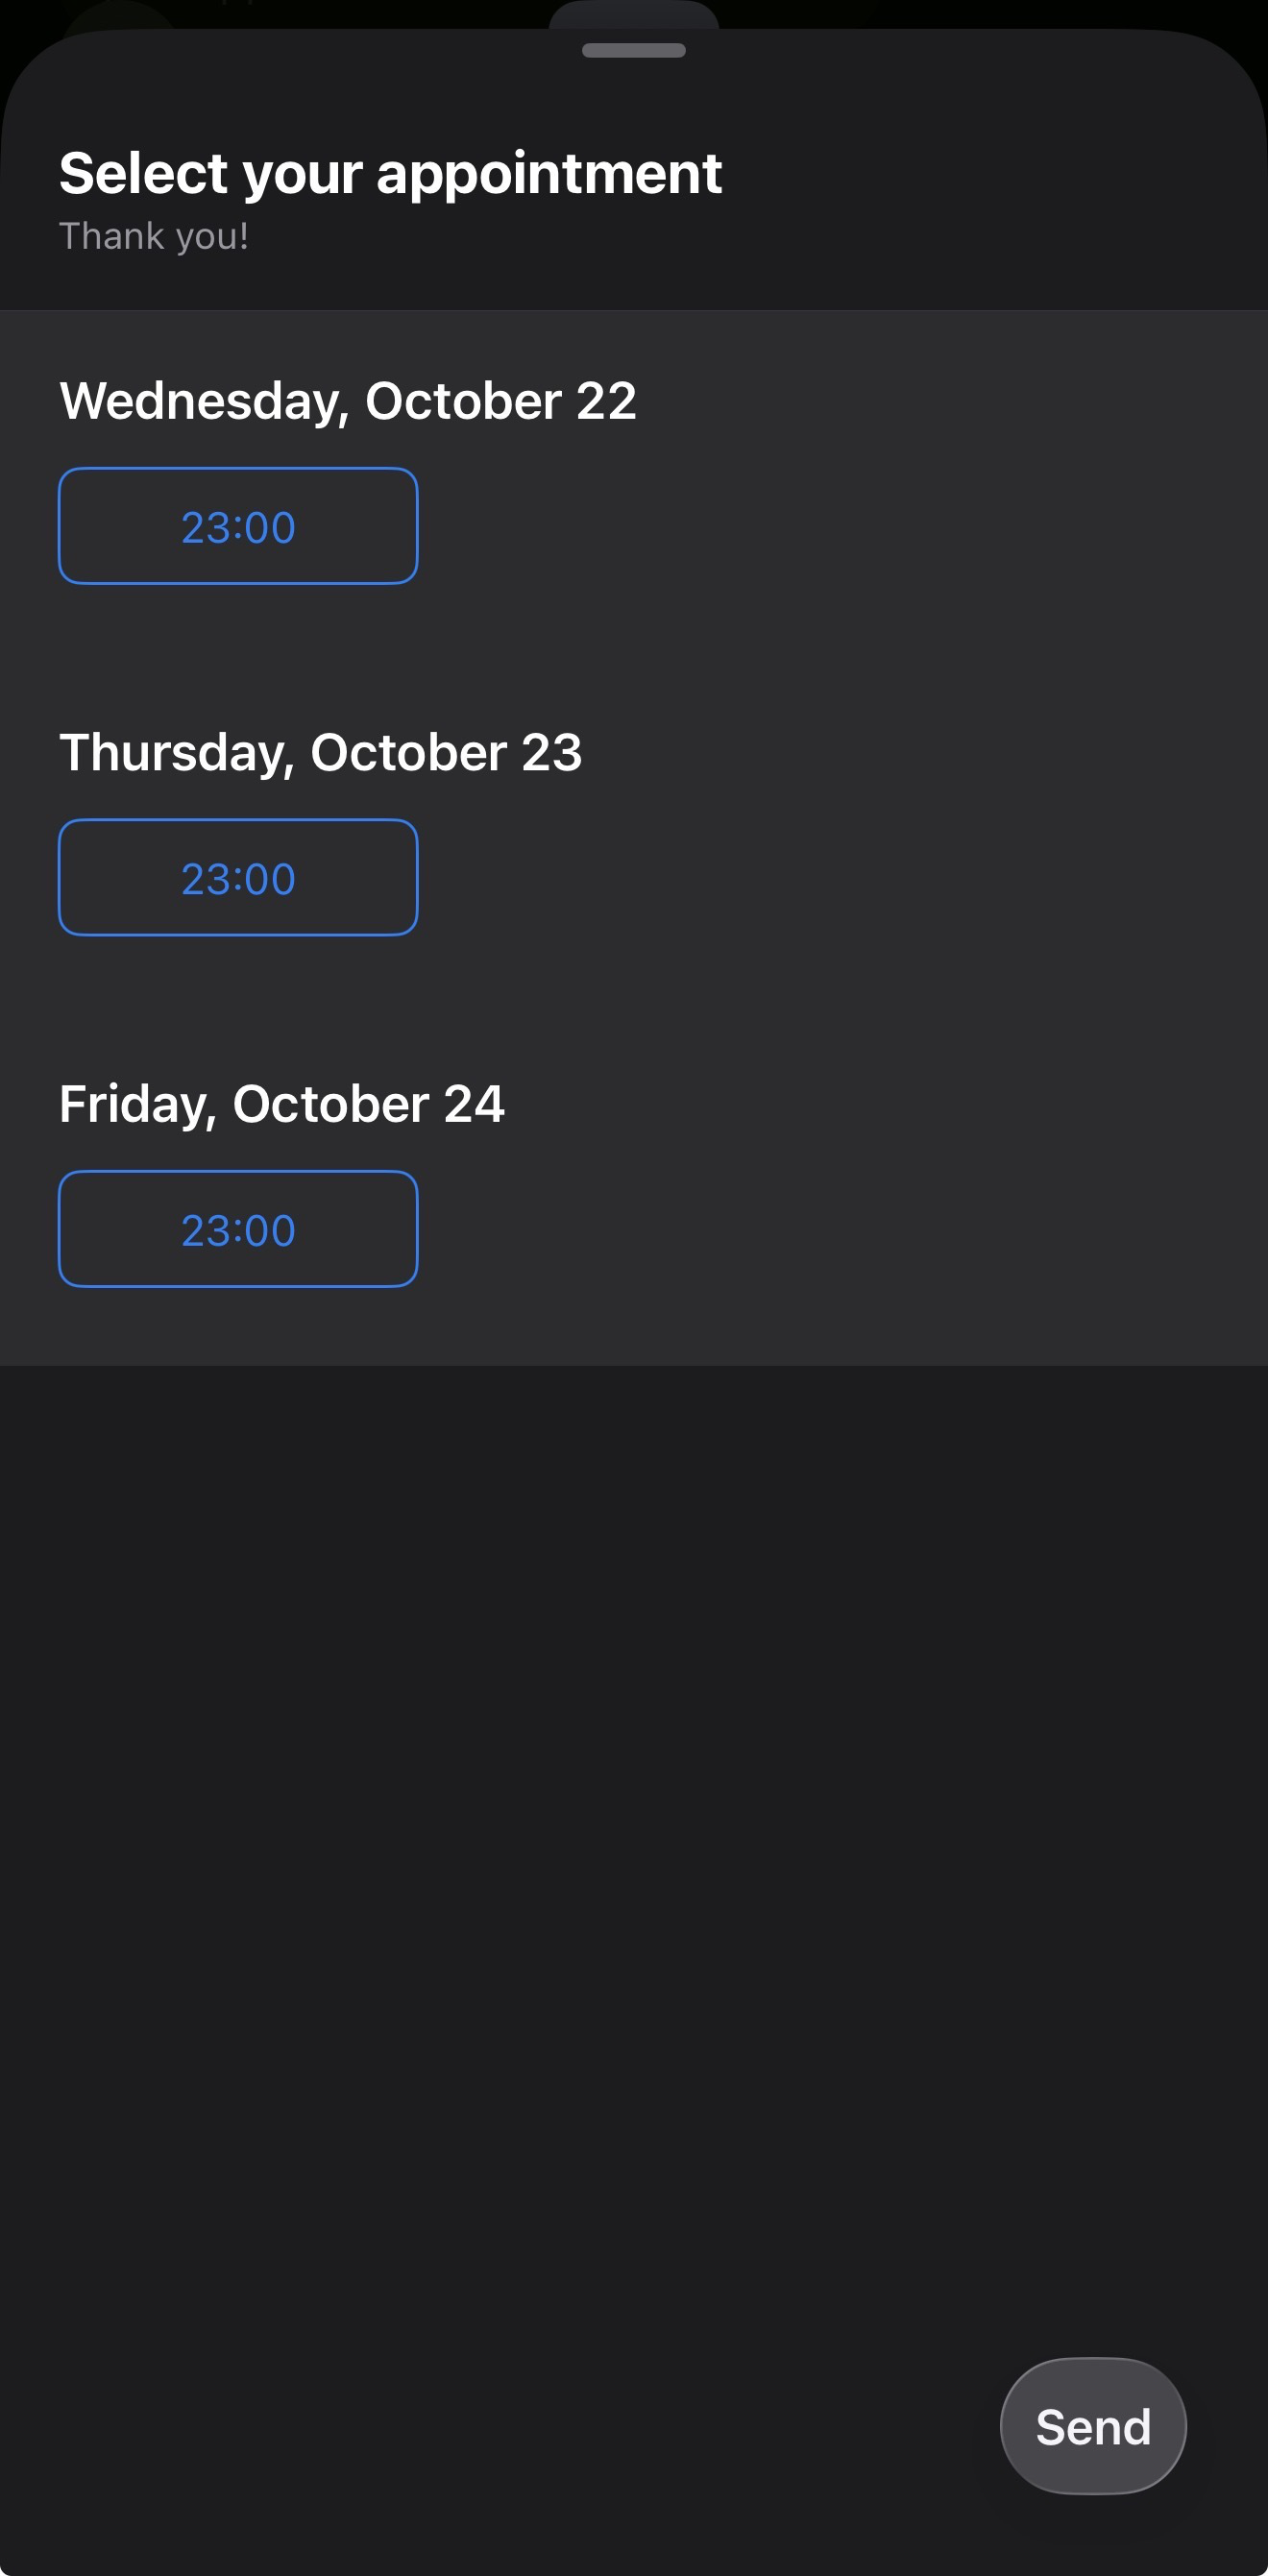 Select your appointment
Thank you!
Wednesday, October 22
23:00
Thursday, October 23
23:00
Friday, October 24
23:00
Send